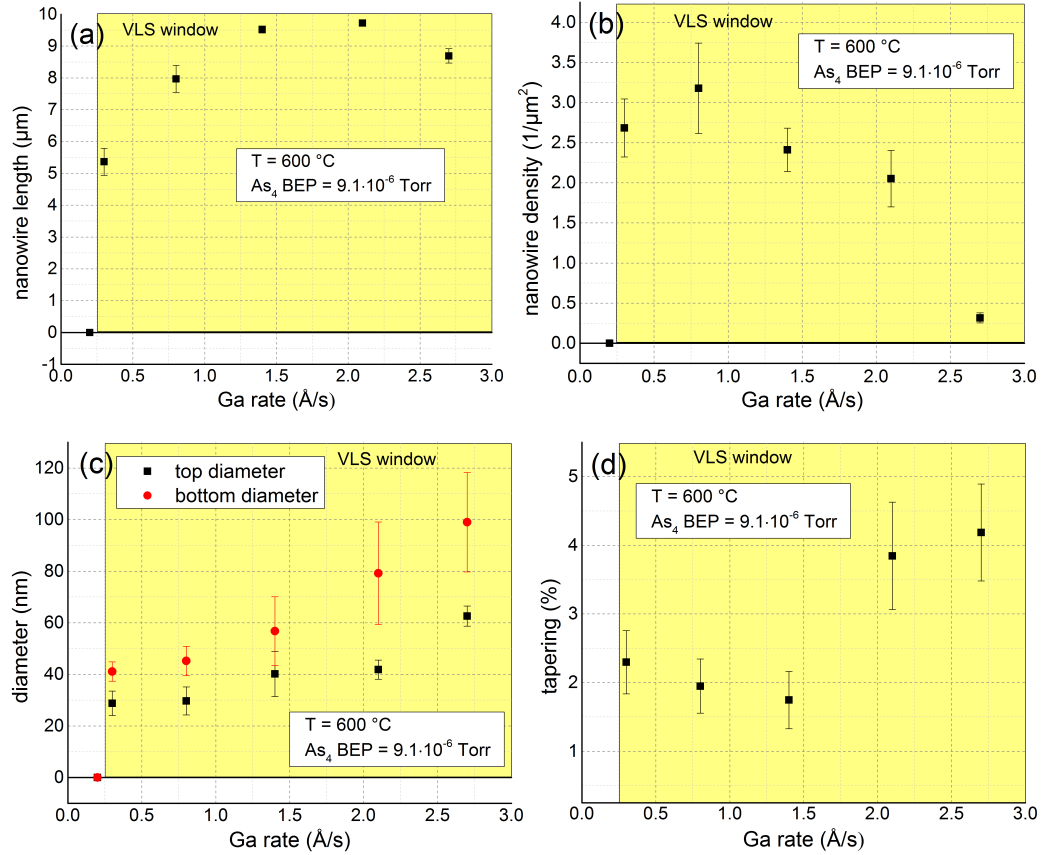 (a)
VLS window
T = 600 °C
As₄ BEP = 9.1·10⁻⁶ Torr
nanowire length (µm)
10
9
8
7
6
5
4
3
2
1
0
-1
0.0 0.5 1.0 1.5 2.0 2.5 3.0
Ga rate (Å/s)
(b)
VLS window
T = 600 °C
As₄ BEP = 9.1·10⁻⁶ Torr
nanowire density (1/µm²)
4.0
3.5
3.0
2.5
2.0
1.5
1.0
0.5
0.0
0.0 0.5 1.0 1.5 2.0 2.5 3.0
Ga rate (Å/s)
(c)
top diameter
bottom diameter
VLS window
T = 600 °C
As₄ BEP = 9.1·10⁻⁶ Torr
diameter (nm)
120
100
80
60
40
20
0
0.0 0.5 1.0 1.5 2.0 2.5 3.0
Ga rate (Å/s)
(d)
VLS window
T = 600 °C
As₄ BEP = 9.1·10⁻⁶ Torr
tapering (%)
5
4
3
2
1
0.0 0.5 1.0 1.5 2.0 2.5 3.0
Ga rate (Å/s)